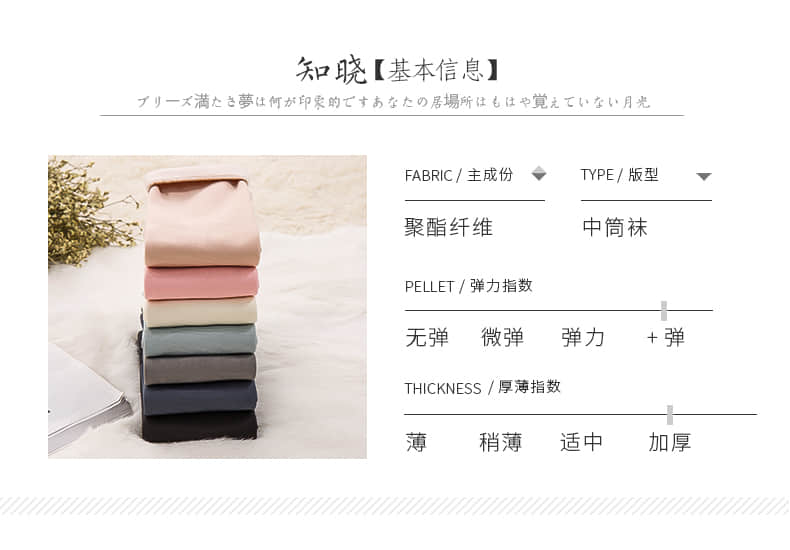 知晓【基本信息】
ブリーズ満たき夢は何が印象的ですあなたの居場所はもはや覚えていない月光
FABRIC / 主成份
TYPE / 版型
聚酯纤维
中筒袜
PELLET / 弹力指数
无弹 微弹 弹力 + 弹
THICKNESS / 厚薄指数
薄 稍薄 适中 加厚